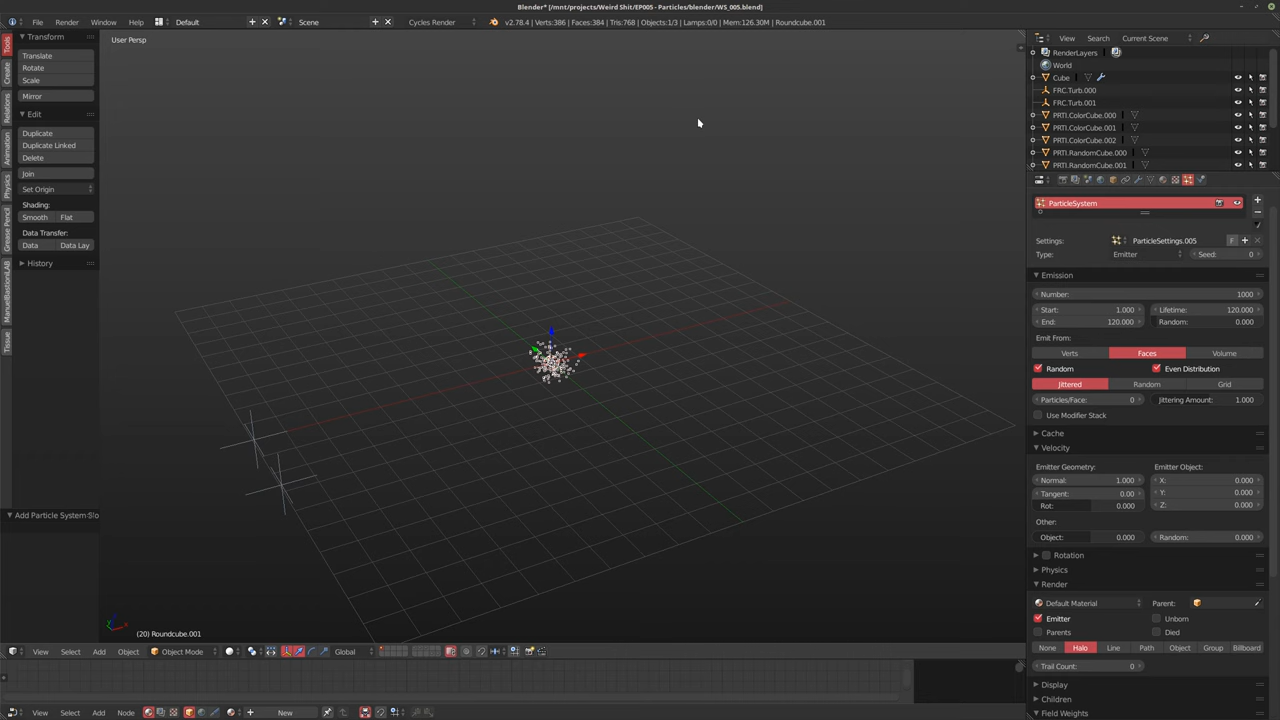 Blender* [/mnt/projects/Weird Shit/EP005 - Particles/blender/WS_005.blend]
File Render Window Help Default Scene Cycles Render v2.78.4 | Verts:386 | Faces:384 | Tris:768 | Objects:1/3 | Lamps:0/0 | Mem:126.30M | Roundcube.001
Transform
Translate
Rotate
Scale
Mirror
Edit
Duplicate
Duplicate Linked
Delete
Join
Set Origin
Shading:
Smooth Flat
Data Transfer:
Data Data Lay
History
Add Particle System Slo
Tools
Create
Relations
Animation
Physics
Grease Pencil
ManuelBastioniLAB
Tissue
User Persp
(20) Roundcube.001
View Select Add Object Object Mode Global
View Select Add Node New
View Search Current Scene
RenderLayers
World
Cube
FRC.Turb.000
FRC.Turb.001
PRTI.ColorCube.000
PRTI.ColorCube.001
PRTI.ColorCube.002
PRTI.RandomCube.000
PRTI.RandomCube.001
ParticleSystem
Settings: ParticleSettings.005 F
Type: Emitter Seed: 0
Emission
Number: 1000
Start: 1.000 Lifetime: 120.000
End: 120.000 Random: 0.000
Emit From:
Verts Faces Volume
Random Even Distribution
Jittered Random Grid
Particles/Face: 0 Jittering Amount: 1.000
Use Modifier Stack
Cache
Velocity
Emitter Geometry: Emitter Object:
Normal: 1.000 X: 0.000
Tangent: 0.00 Y: 0.000
Rot: 0.000 Z: 0.000
Other:
Object: 0.000 Random: 0.000
Rotation
Physics
Render
Default Material Parent:
Emitter Unborn
Parents Died
None Halo Line Path Object Group Billboard
Trail Count: 0
Display
Children
Field Weights